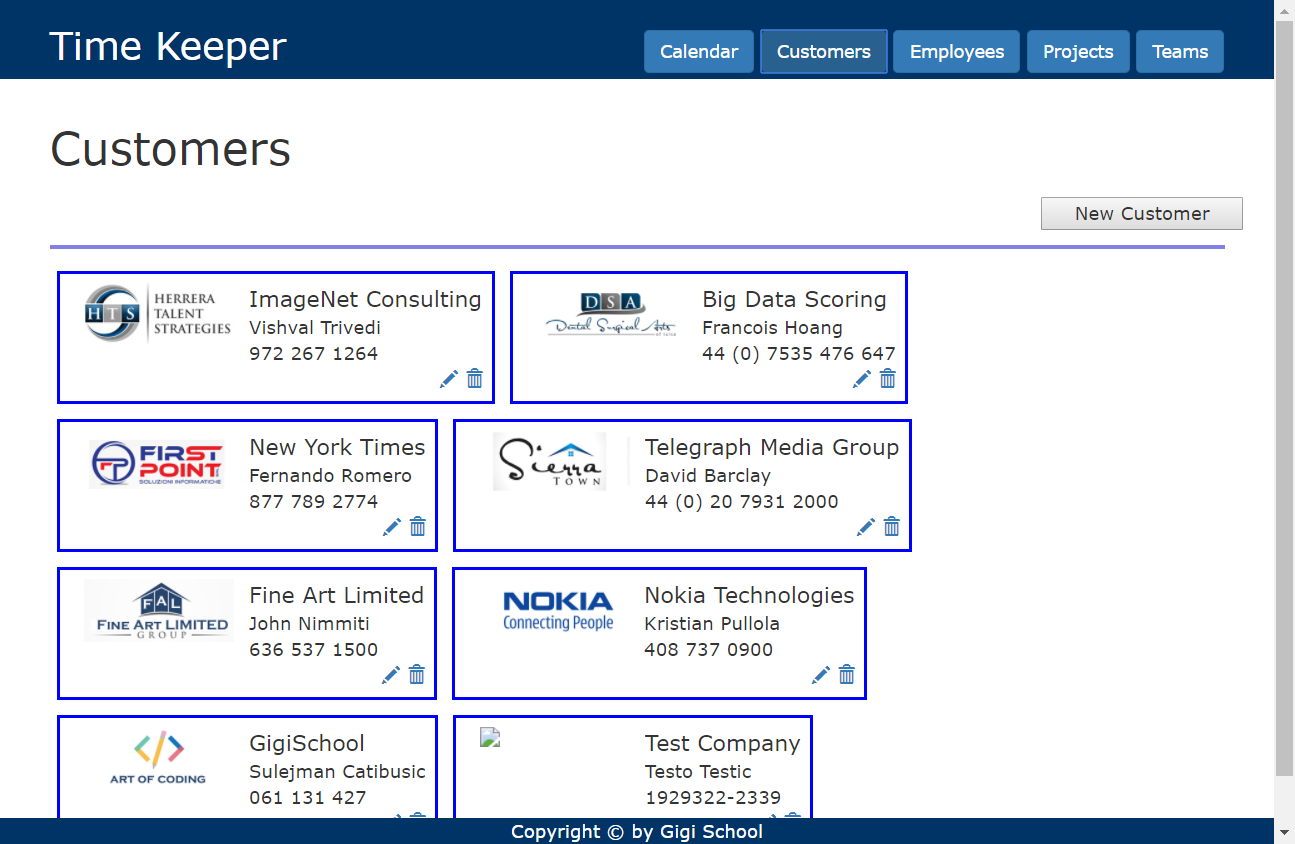 Time Keeper
Calendar
Customers
Employees
Projects
Teams
Customers
New Customer
HTS
HERRERA
TALENT
STRATEGIES
ImageNet Consulting
Vishval Trivedi
972 267 1264
DSA
Dental Surgical Arts
Big Data Scoring
Francois Hoang
44 (0) 7535 476 647
FIRST
POINT
SOLUZIONI INFORMATICHE
New York Times
Fernando Romero
877 789 2774
Sierra
TOWN
Telegraph Media Group
David Barclay
44 (0) 20 7931 2000
FAL
FINE ART LIMITED
GROUP
Fine Art Limited
John Nimmiti
636 537 1500
NOKIA
Connecting People
Nokia Technologies
Kristian Pullola
408 737 0900
ART OF CODING
GigiSchool
Sulejman Catibusic
061 131 427
Test Company
Testo Testic
1929322-2339
Copyright © by Gigi School